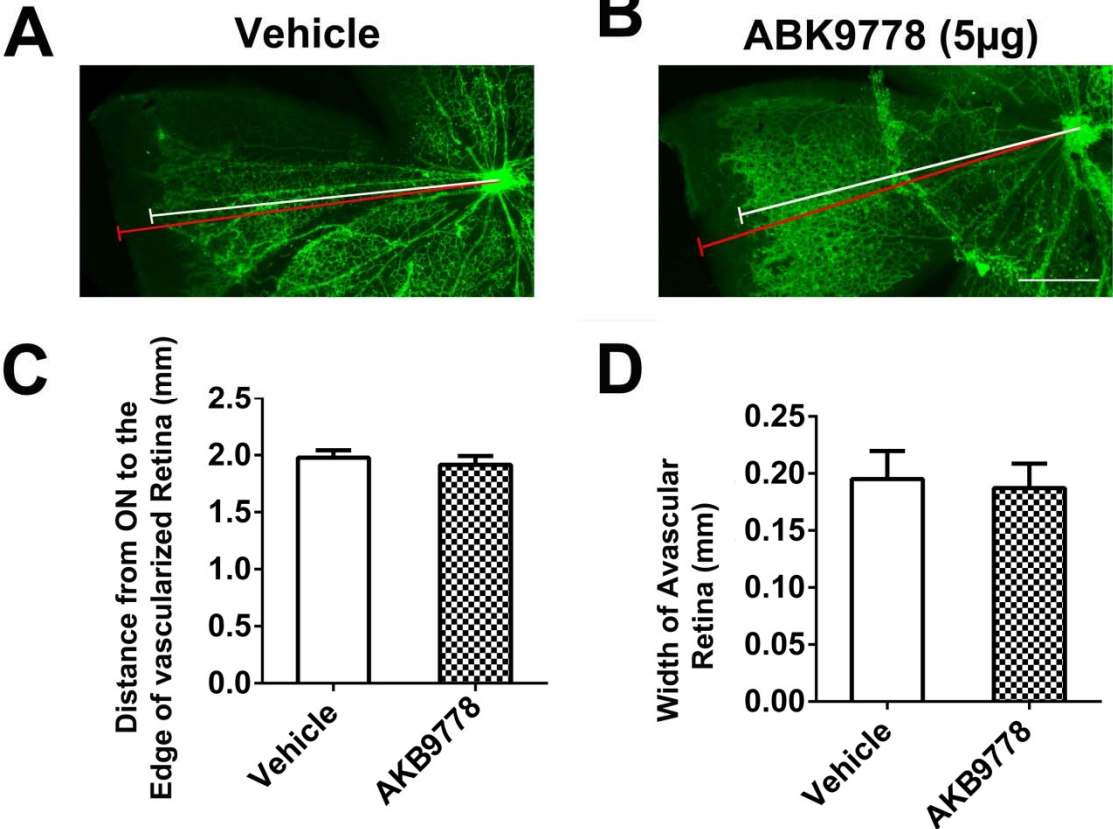 A
Vehicle
B
ABK9778 (5µg)
C
Distance from ON to the
Edge of vascularized Retina (mm)
2.5
2.0
1.5
1.0
0.5
0.0
Vehicle
AKB9778
D
Width of Avascular
Retina (mm)
0.25
0.20
0.15
0.10
0.05
0.00
Vehicle
AKB9778